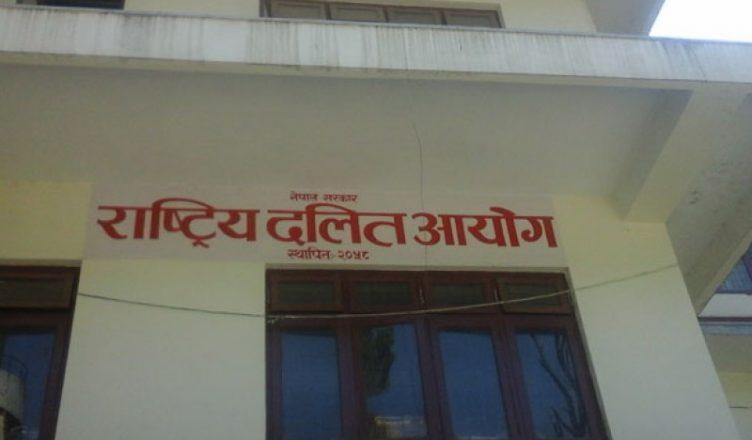 नेपाल सरकार
राष्ट्रिय दलित आयोग
स्थापित: २०५८